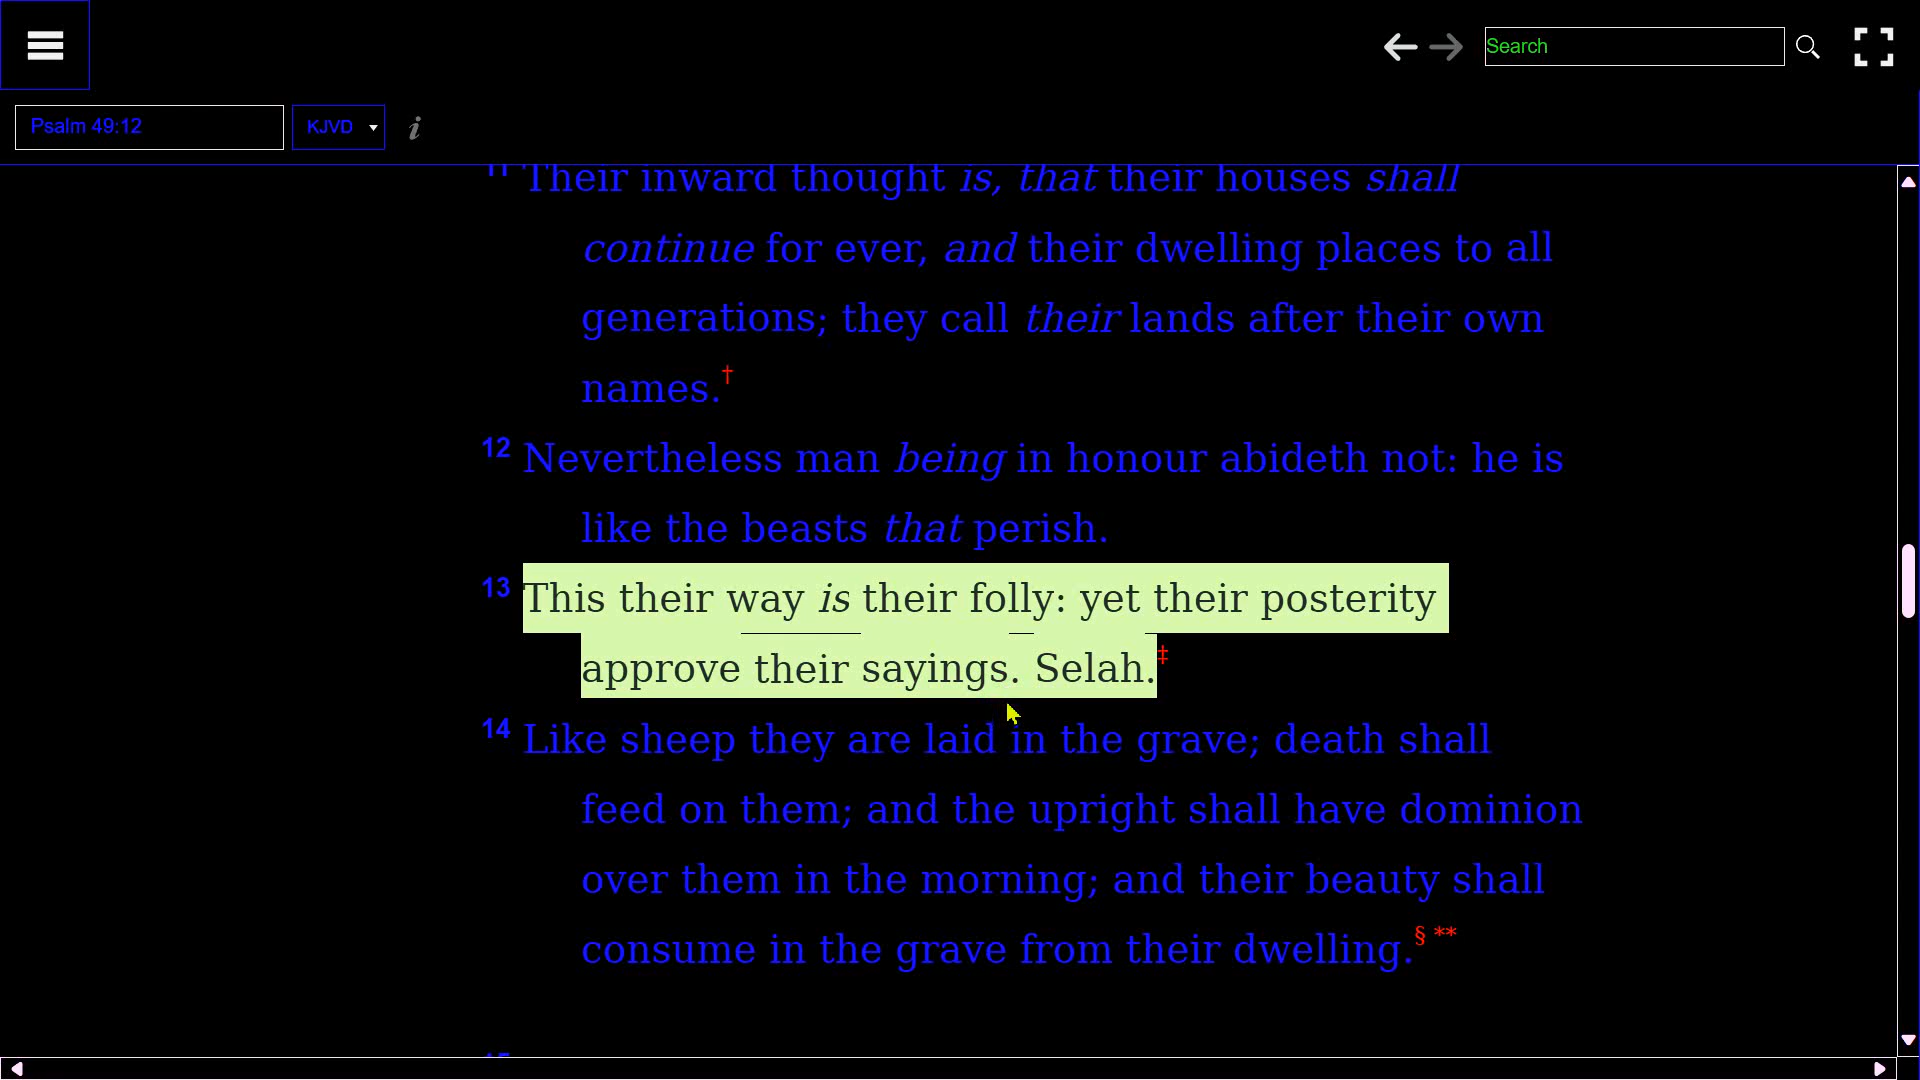 Search
Psalm 49:12
KJVD
i
11 Their inward thought is, that their houses shall
continue for ever, and their dwelling places to all
generations; they call their lands after their own
names.†
12 Nevertheless man being in honour abideth not: he is
like the beasts that perish.
13 This their way is their folly: yet their posterity
approve their sayings. Selah.‡
14 Like sheep they are laid in the grave; death shall
feed on them; and the upright shall have dominion
over them in the morning; and their beauty shall
consume in the grave from their dwelling.§ **